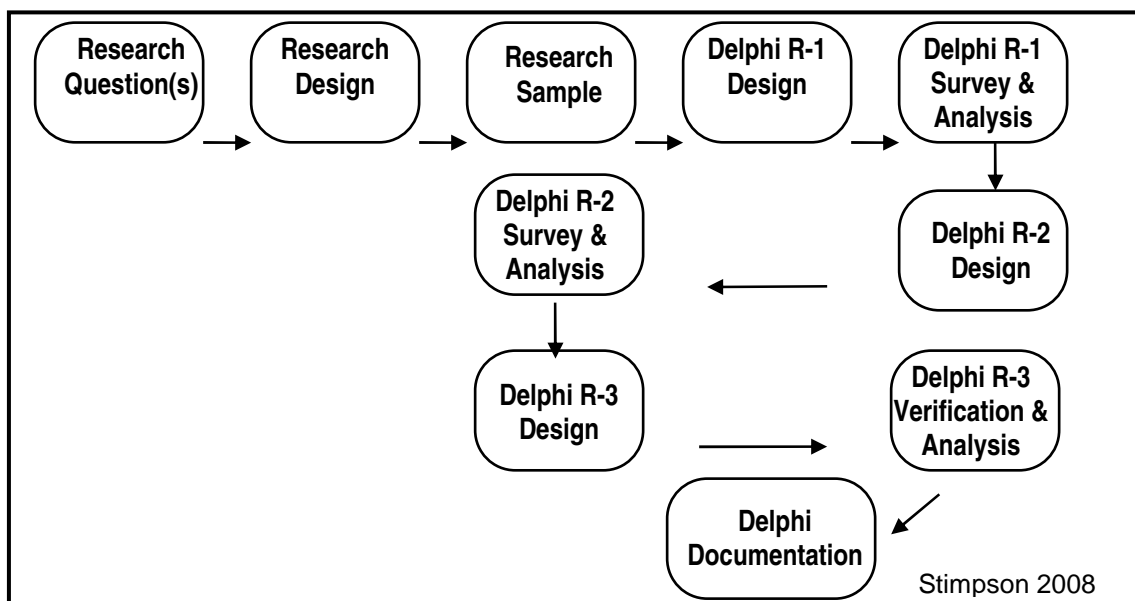 Research
Question(s)
Research
Design
Research
Sample
Delphi R-1
Design
Delphi R-1
Survey &
Analysis
Delphi R-2
Design
Delphi R-2
Survey &
Analysis
Delphi R-3
Design
Delphi R-3
Verification &
Analysis
Delphi
Documentation
Stimpson 2008